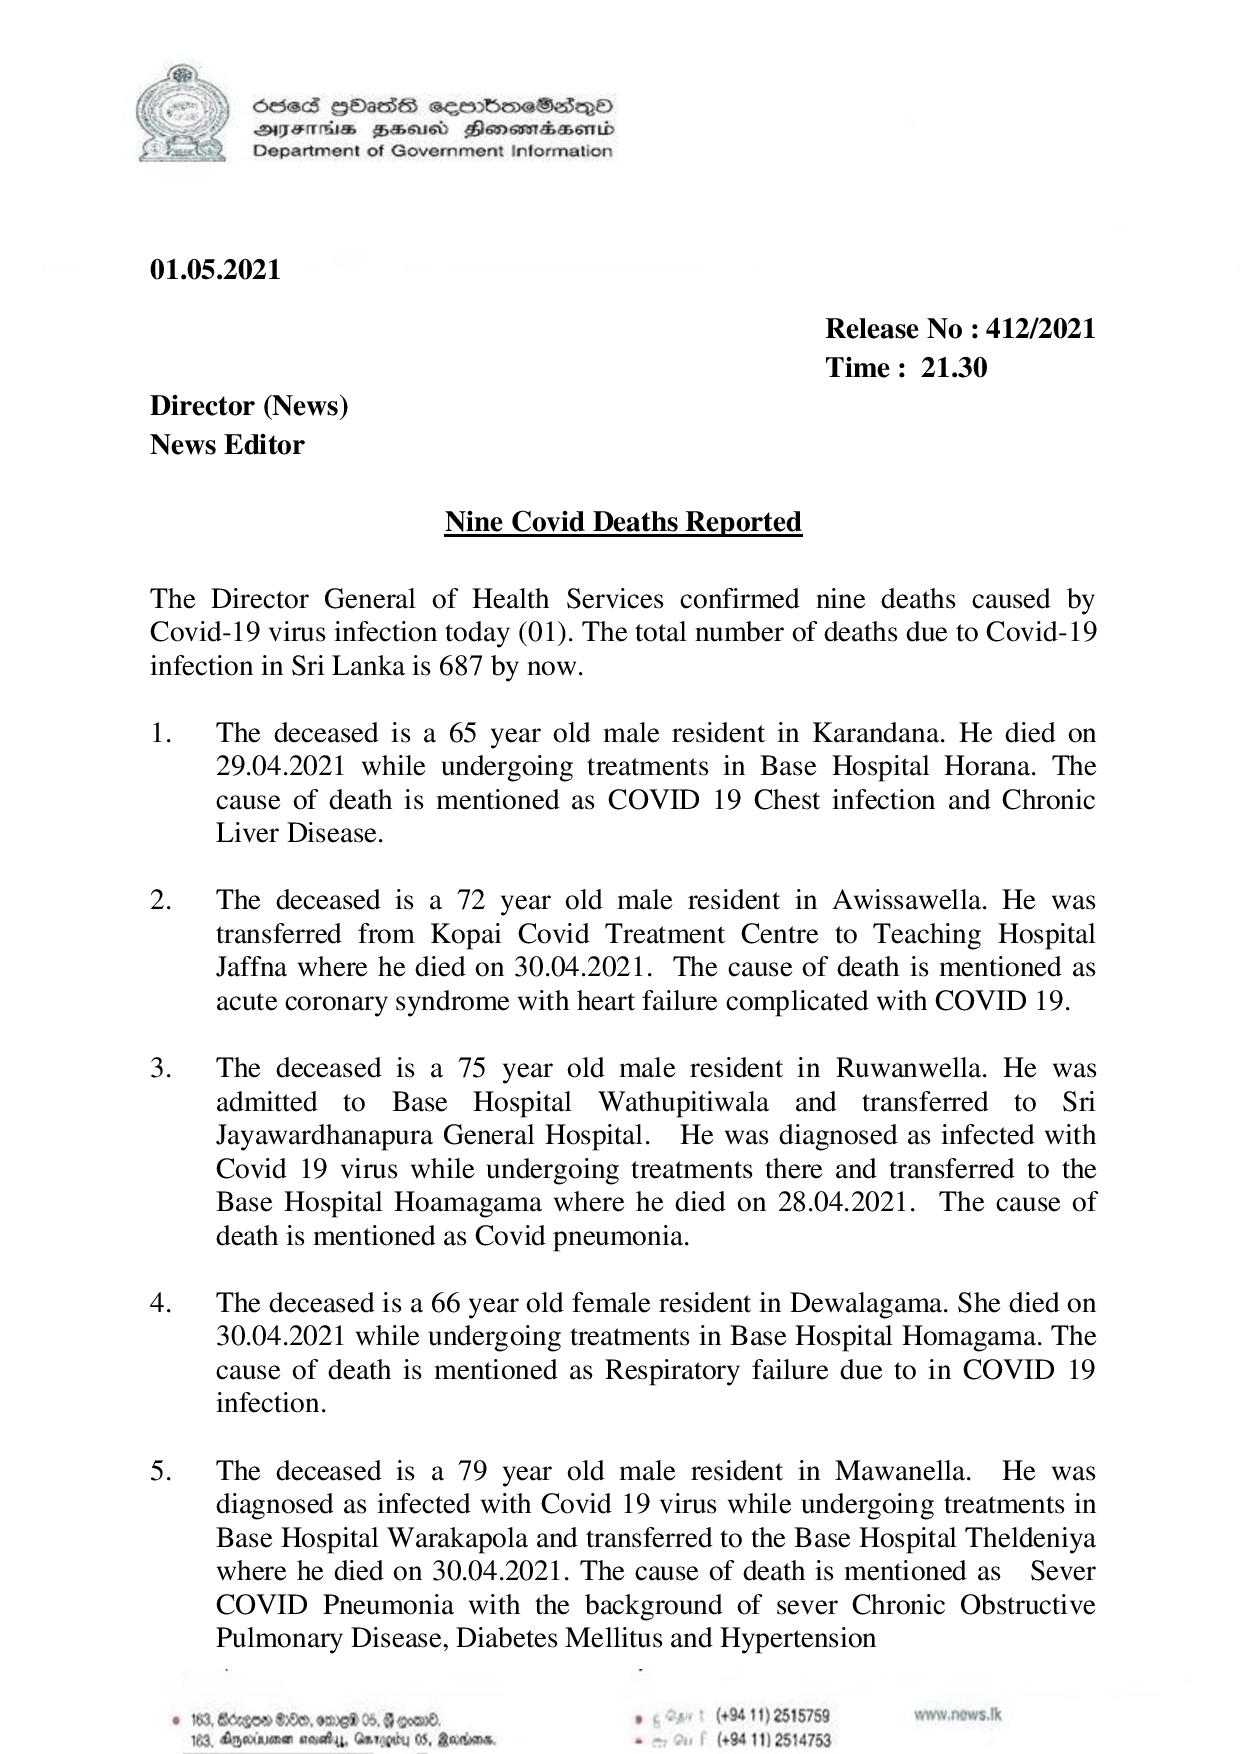 රජයේ ප්‍රවෘත්ති දෙපාර්තමේන්තුව
அரசாங்க தகவல் திணைக்களம்
Department of Government Information
01.05.2021
Release No : 412/2021
Time :  21.30
Director (News)
News Editor
Nine Covid Deaths Reported
The Director General of Health Services confirmed nine deaths caused by
Covid-19 virus infection today (01). The total number of deaths due to Covid-19
infection in Sri Lanka is 687 by now.
1. The deceased is a 65 year old male resident in Karandana. He died on
29.04.2021 while undergoing treatments in Base Hospital Horana. The
cause of death is mentioned as COVID 19 Chest infection and Chronic
Liver Disease.
2. The deceased is a 72 year old male resident in Awissawella. He was
transferred from Kopai Covid Treatment Centre to Teaching Hospital
Jaffna where he died on 30.04.2021.  The cause of death is mentioned as
acute coronary syndrome with heart failure complicated with COVID 19.
3. The deceased is a 75 year old male resident in Ruwanwella. He was
admitted to Base Hospital Wathupitiwala and transferred to Sri
Jayawardhanapura General Hospital.   He was diagnosed as infected with
Covid 19 virus while undergoing treatments there and transferred to the
Base Hospital Hoamagama where he died on 28.04.2021.  The cause of
death is mentioned as Covid pneumonia.
4. The deceased is a 66 year old female resident in Dewalagama. She died on
30.04.2021 while undergoing treatments in Base Hospital Homagama. The
cause of death is mentioned as Respiratory failure due to in COVID 19
infection.
5. The deceased is a 79 year old male resident in Mawanella.  He was
diagnosed as infected with Covid 19 virus while undergoing treatments in
Base Hospital Warakapola and transferred to the Base Hospital Theldeniya
where he died on 30.04.2021. The cause of death is mentioned as   Sever
COVID Pneumonia with the background of sever Chronic Obstructive
Pulmonary Disease, Diabetes Mellitus and Hypertension
163, කිරුළපන මාවත, කොළඹ 05, ශ්‍රී ලංකාව.
163, கிருலப்பனை எவனியூ, கொழும்பு 05, இலங்கை.
(+94 11) 2515759
(+94 11) 2514753
www.news.lk